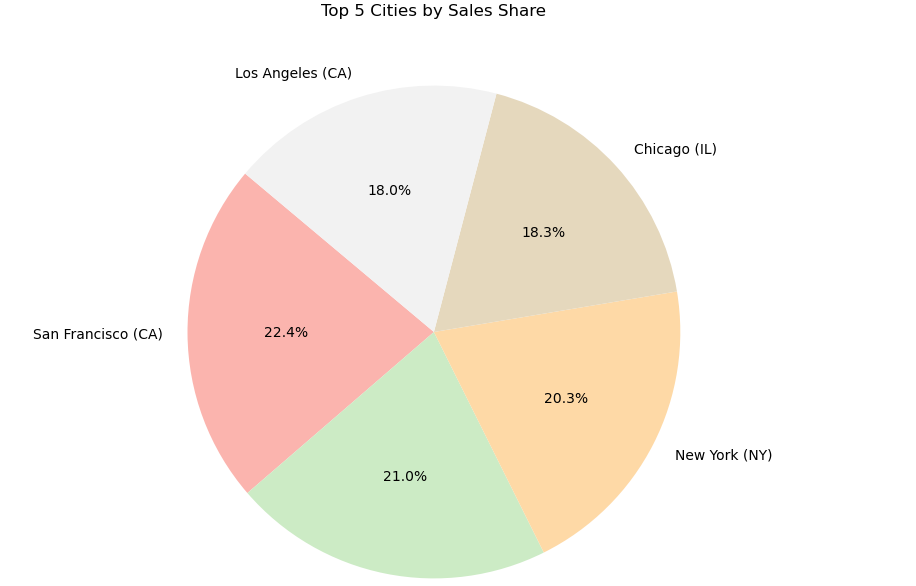 Top 5 Cities by Sales Share
Los Angeles (CA)
Chicago (IL)
18.0%
18.3%
San Francisco (CA)
22.4%
20.3%
New York (NY)
21.0%